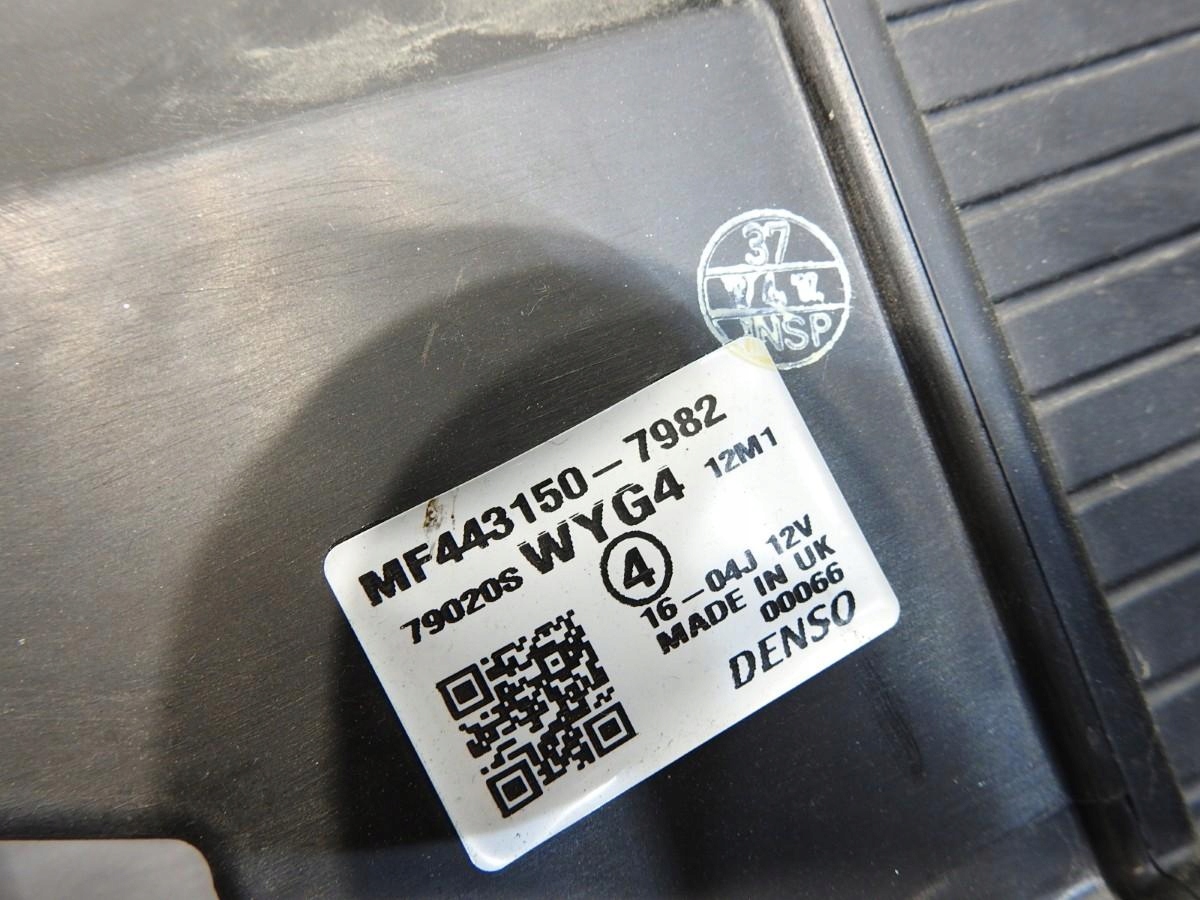 37
INSP
MF443150-7982
79020S WYG4 12M1
4
16-04J 12V
MADE IN UK
00066
DENSO